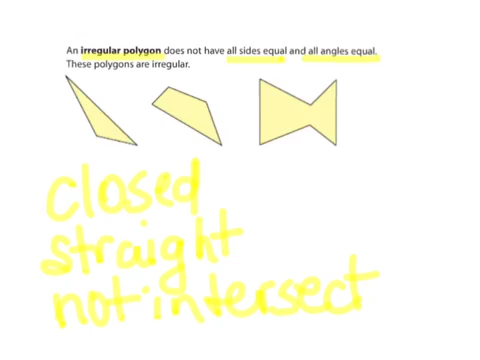 An irregular polygon does not have all sides equal and all angles equal.
These polygons are irregular.
closed
straight
not intersect